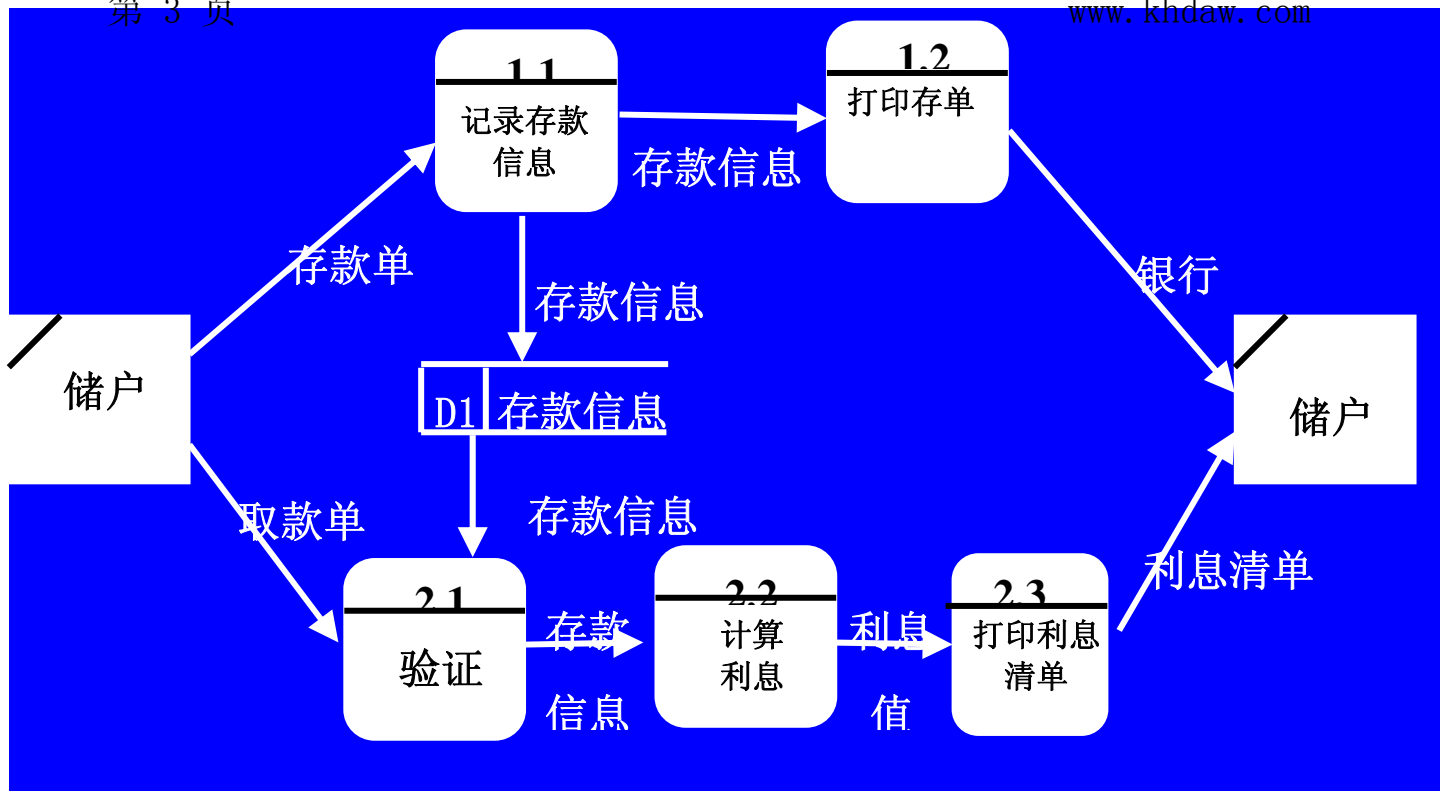 第 3 页
www.khdaw.com
1.1
记录存款
信息
1.2
打印存单
存款信息
存款单
存款信息
银行
储户
D1 存款信息
储户
取款单
存款信息
利息清单
2.1
验证
存款
信息
2.2
计算
利息
利息
值
2.3
打印利息
清单